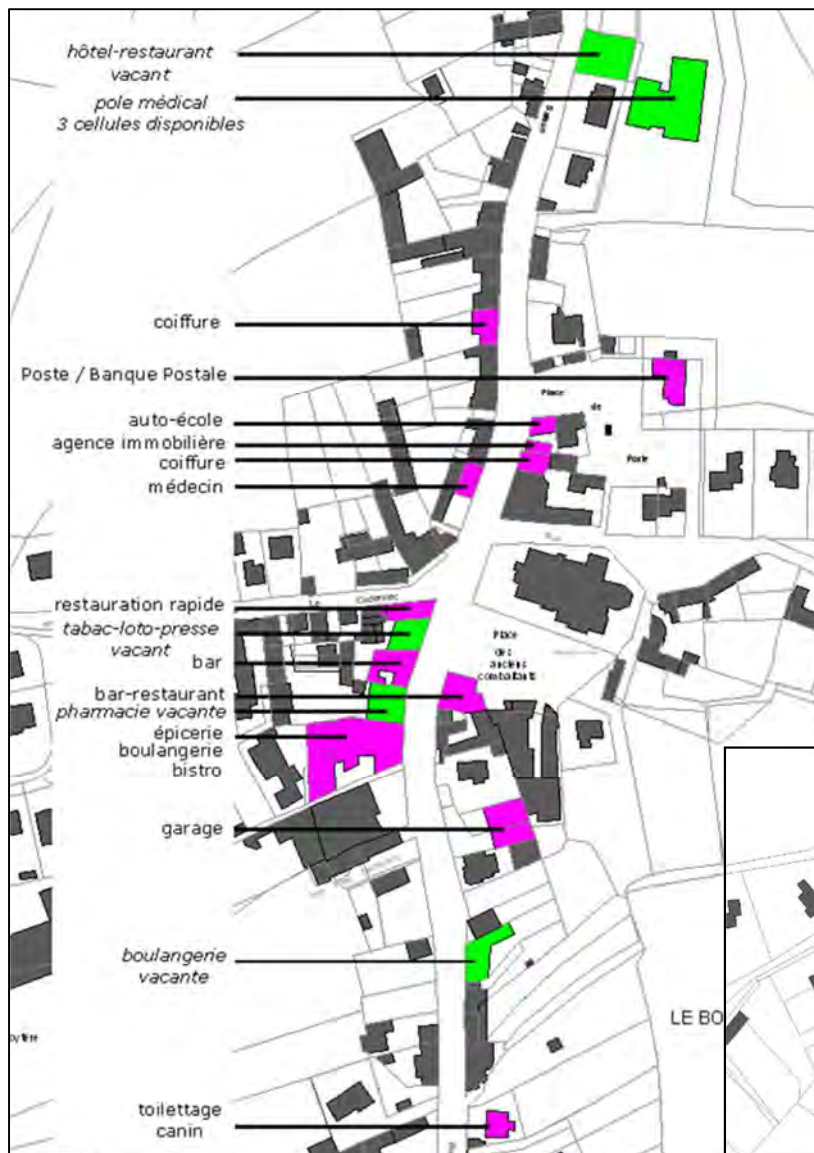 hôtel-restaurant
vacant
pole médical
3 cellules disponibles
coiffure
Poste / Banque Postale
Place
de
auto-école
agence immobilière
coiffure
médecin
restauration rapide
tabac-loto-presse
vacant
bar
Place
des
anciens
combattants
bar-restaurant
pharmacie vacante
épicerie
boulangerie
bistro
garage
boulangerie
vacante
LE BO
toilettage
canin